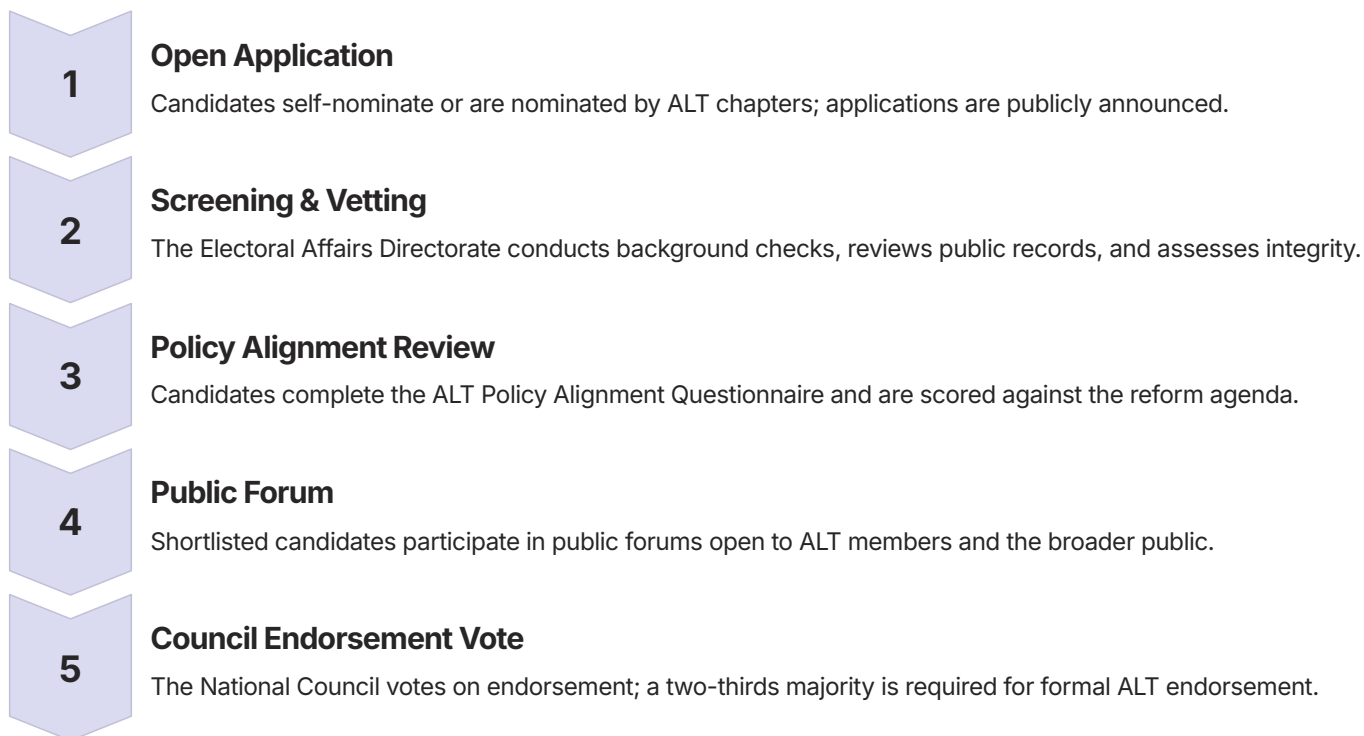 1
Open Application
Candidates self-nominate or are nominated by ALT chapters; applications are publicly announced.
2
Screening & Vetting
The Electoral Affairs Directorate conducts background checks, reviews public records, and assesses integrity.
3
Policy Alignment Review
Candidates complete the ALT Policy Alignment Questionnaire and are scored against the reform agenda.
4
Public Forum
Shortlisted candidates participate in public forums open to ALT members and the broader public.
5
Council Endorsement Vote
The National Council votes on endorsement; a two-thirds majority is required for formal ALT endorsement.